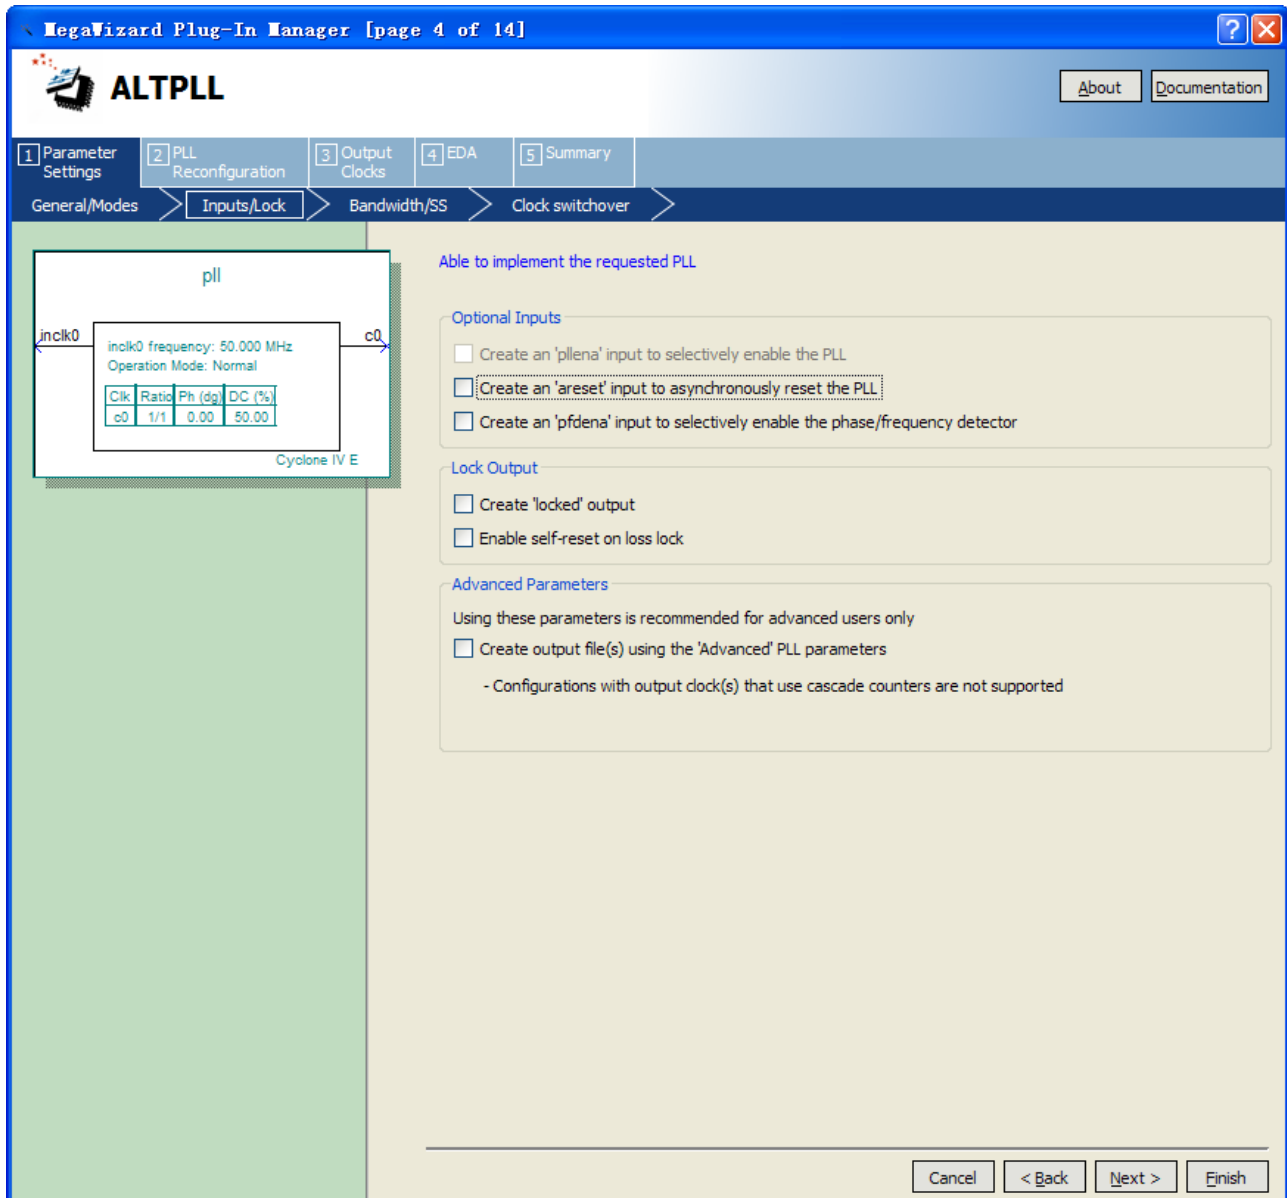 MegaWizard Plug-In Manager [page 4 of 14]
ALTPLL
About
Documentation
1 Parameter Settings
2 PLL Reconfiguration
3 Output Clocks
4 EDA
5 Summary
General/Modes
Inputs/Lock
Bandwidth/SS
Clock switchover
pll
inclk0
c0
inclk0 frequency: 50.000 MHz
Operation Mode: Normal
Clk Ratio Ph (dg) DC (%)
c0 1/1 0.00 50.00
Cyclone IV E
Able to implement the requested PLL
Optional Inputs
Create an 'pllena' input to selectively enable the PLL
Create an 'areset' input to asynchronously reset the PLL
Create an 'pfdena' input to selectively enable the phase/frequency detector
Lock Output
Create 'locked' output
Enable self-reset on loss lock
Advanced Parameters
Using these parameters is recommended for advanced users only
Create output file(s) using the 'Advanced' PLL parameters
- Configurations with output clock(s) that use cascade counters are not supported
Cancel
< Back
Next >
Finish